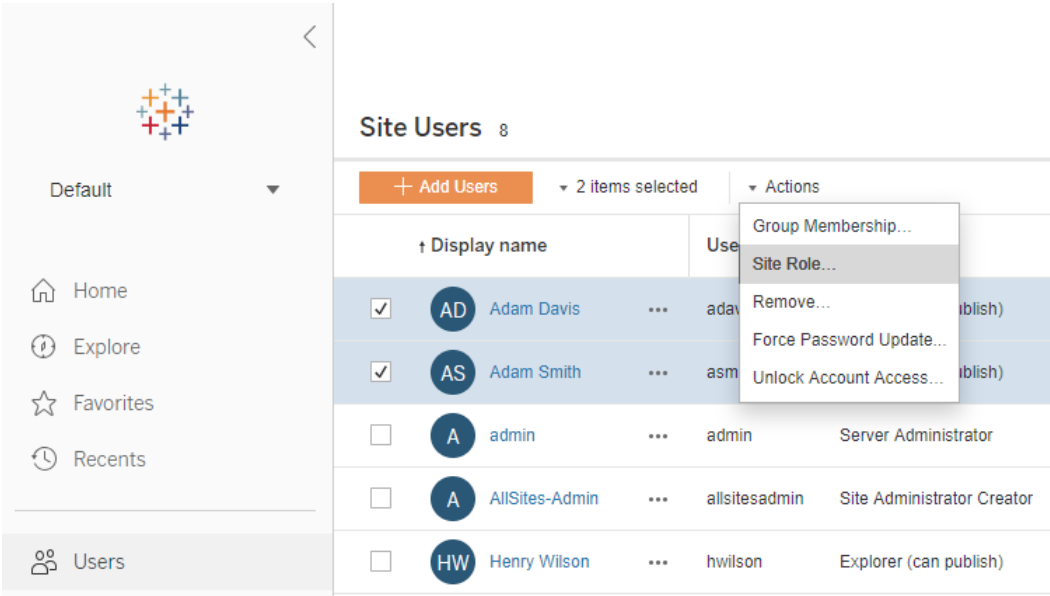 Default
Home
Explore
Favorites
Recents
Users
Site Users 8
Add Users 2 items selected Actions
Group Membership...
Site Role...
Remove...
Force Password Update...
Unlock Account Access...
Display name
AD Adam Davis
AS Adam Smith
A admin admin Server Administrator
A AllSites-Admin allsitesadmin Site Administrator Creator
HW Henry Wilson hwilson Explorer (can publish)